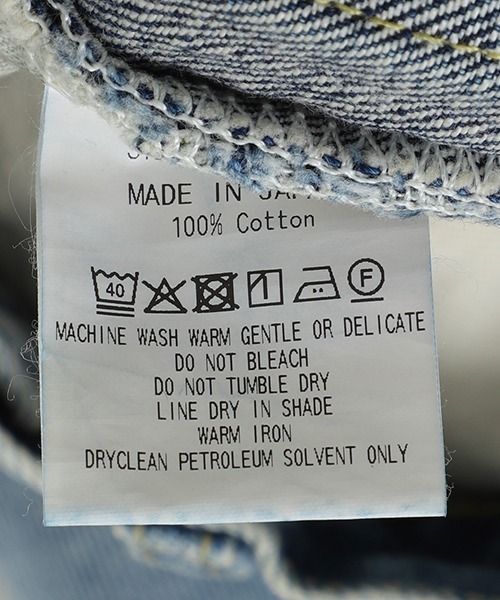 MADE IN
100% Cotton
40 F
MACHINE WASH WARM GENTLE OR DELICATE
DO NOT BLEACH
DO NOT TUMBLE DRY
LINE DRY IN SHADE
WARM IRON
DRYCLEAN PETROLEUM SOLVENT ONLY